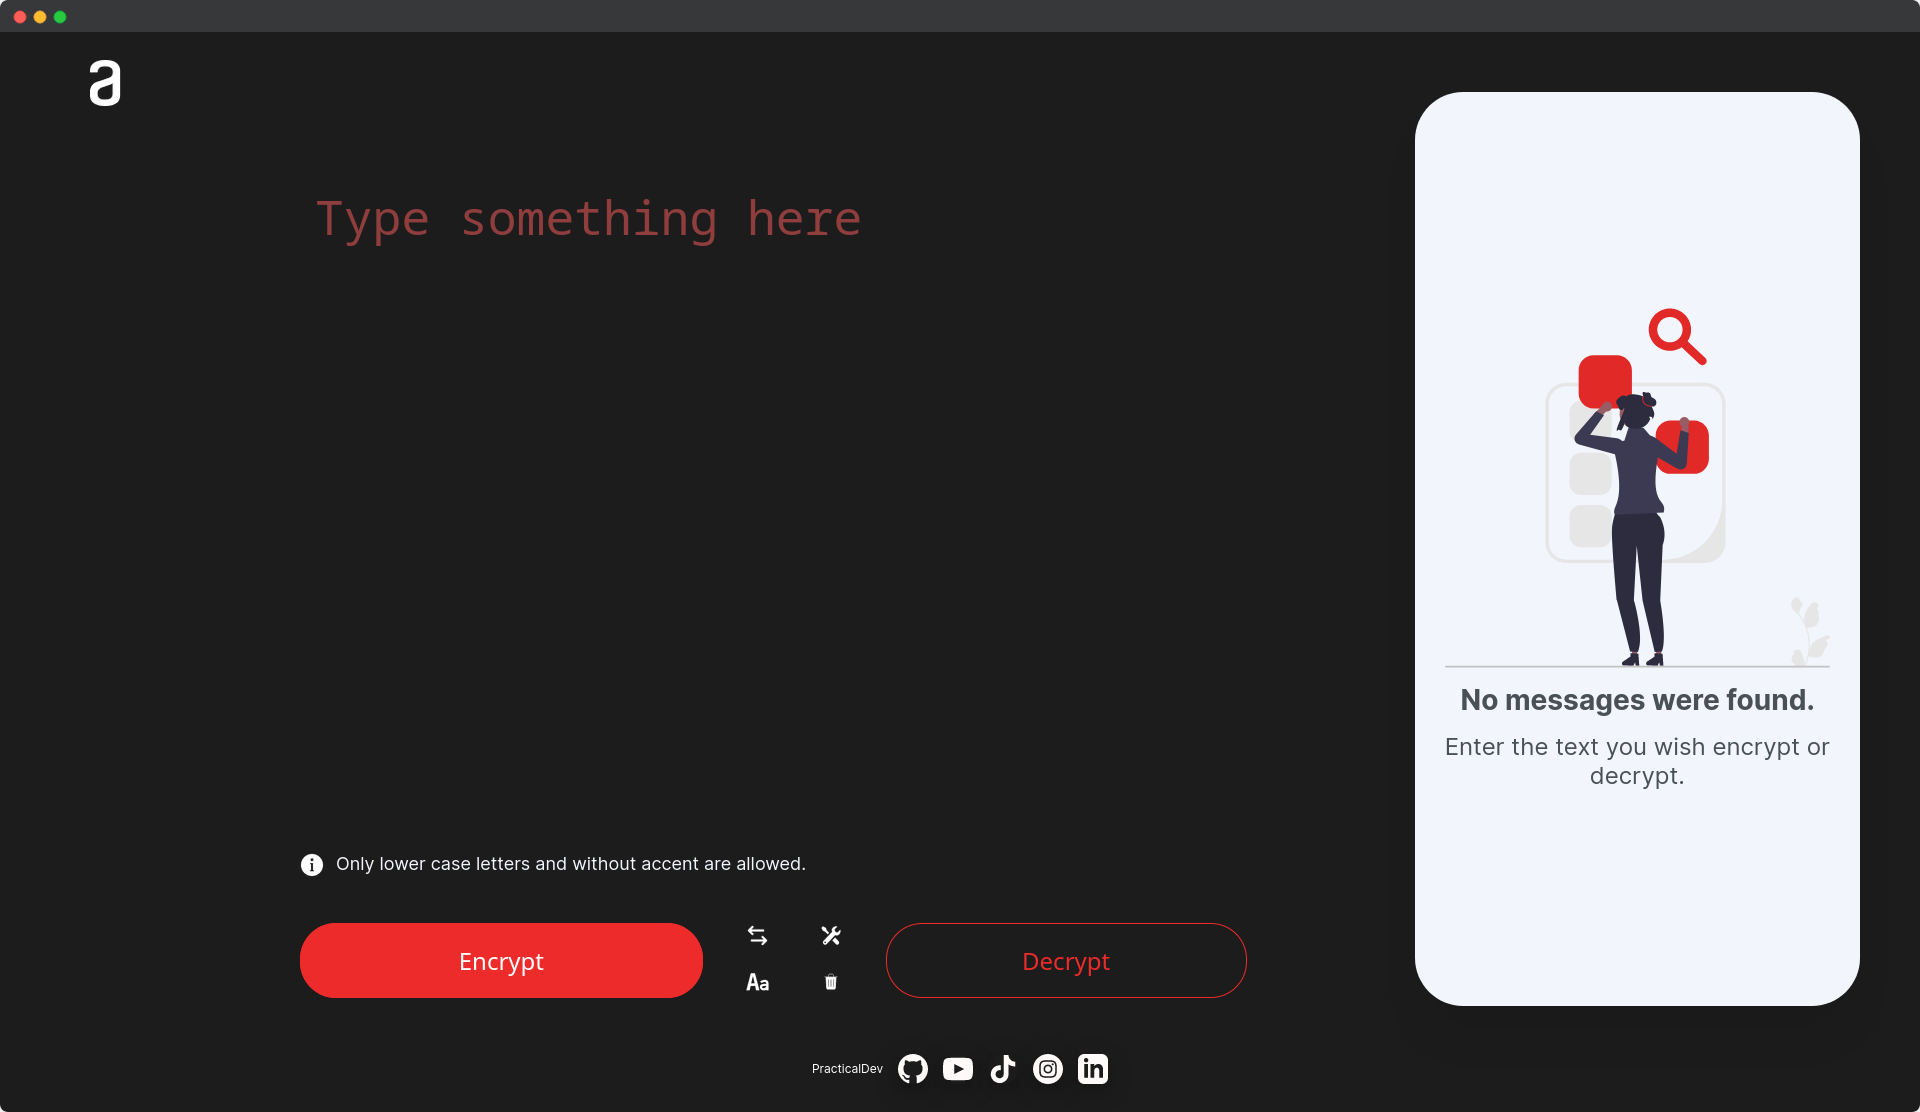 a
Type something here
No messages were found.
Enter the text you wish encrypt or
decrypt.
Only lower case letters and without accent are allowed.
Encrypt
Aa
Decrypt
PracticalDev
in